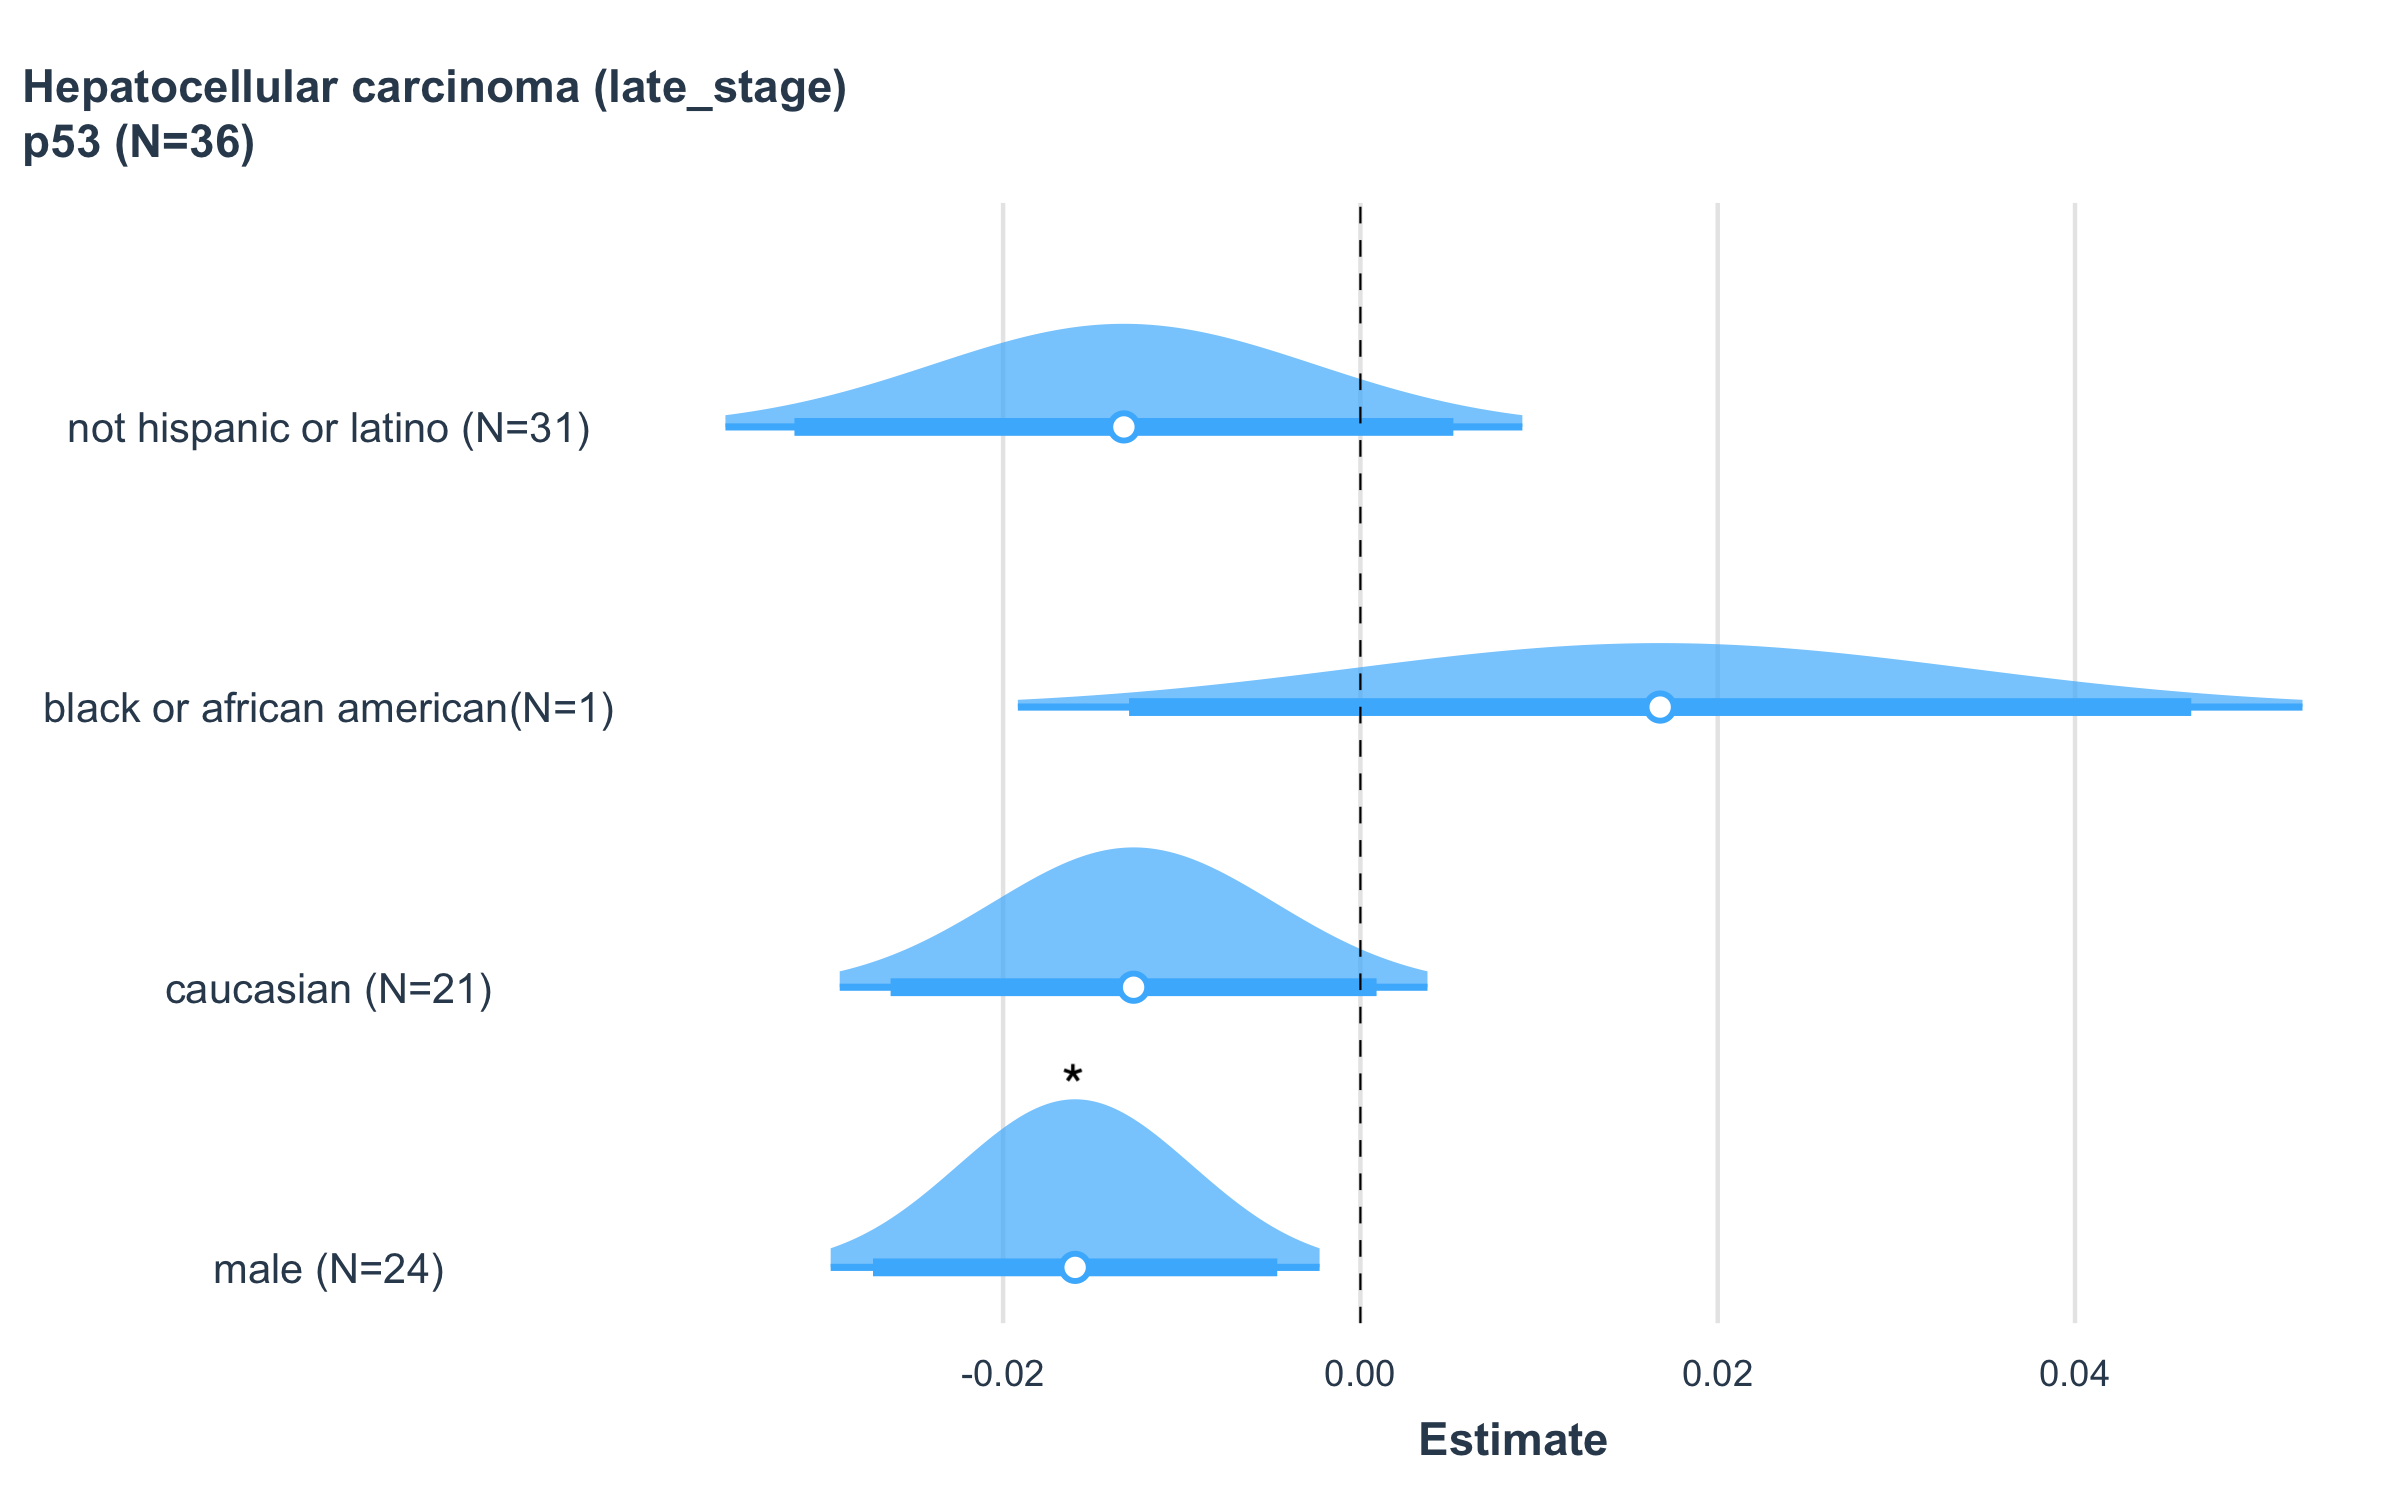 Hepatocellular carcinoma (late_stage)
p53 (N=36)
not hispanic or latino (N=31)
black or african american(N=1)
caucasian (N=21)
*
male (N=24)
-0.02 0.00 0.02 0.04
Estimate